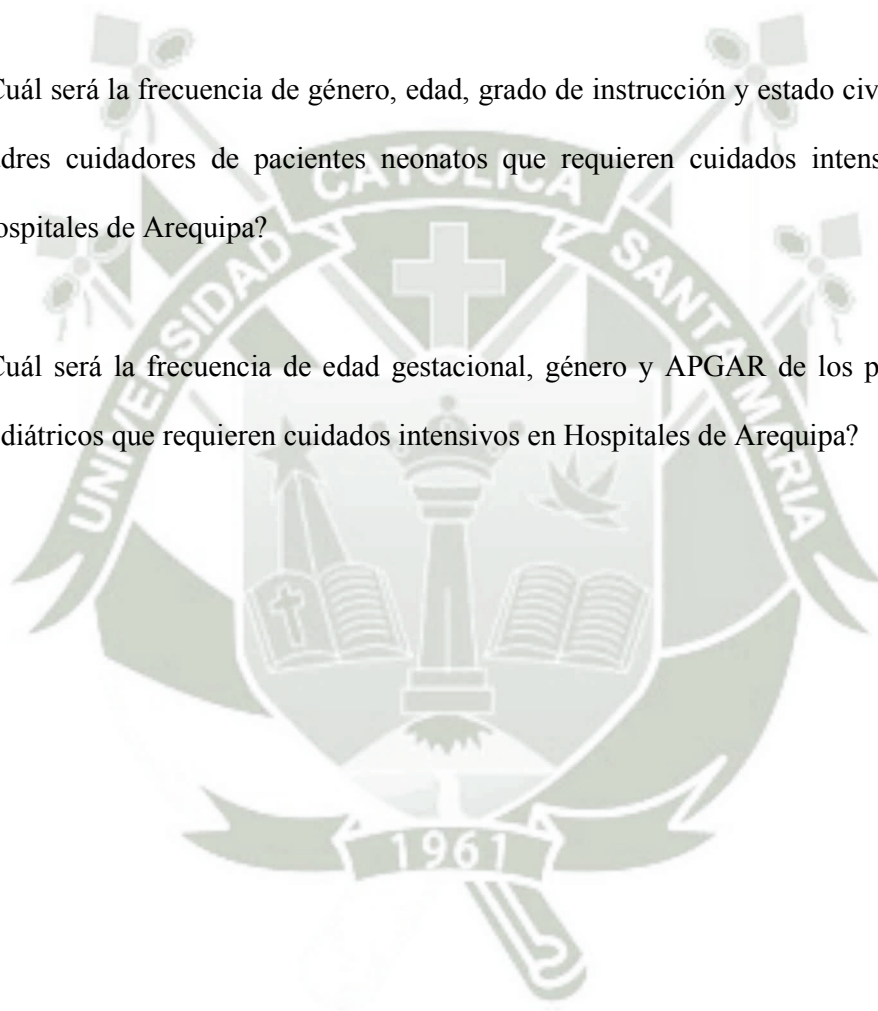 Cuál será la frecuencia de género, edad, grado de instrucción y estado civ
adres cuidadores de pacientes neonatos que requieren cuidados intens
ospitales de Arequipa?
Cuál será la frecuencia de edad gestacional, género y APGAR de los p
diátricos que requieren cuidados intensivos en Hospitales de Arequipa?
UNIVERSIDAD CATOLICA SANTA MARIA
1961